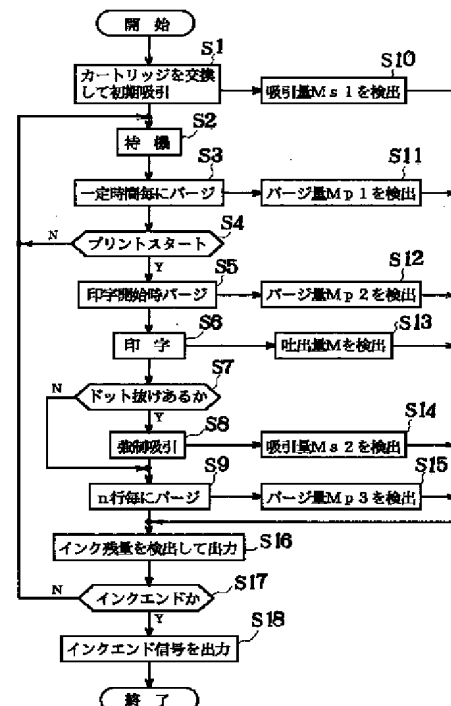 開始
S1
カートリッジを交換
して初期吸引
S10
吸引量Ms1を検出
S2
待機
S3
一定時間毎にパージ
S11
パージ量Mp1を検出
S4
N
プリントスタート
Y
S5
印字開始時パージ
S12
パージ量Mp2を検出
S6
印字
S13
吐出量Mを検出
S7
N
ドット抜けあるか
Y
S8
強制吸引
S14
吸引量Ms2を検出
S9
n行毎にパージ
S15
パージ量Mp3を検出
インク残量を検出して出力
S16
N
インクエンドか
S17
Y
S18
インクエンド信号を出力
終了